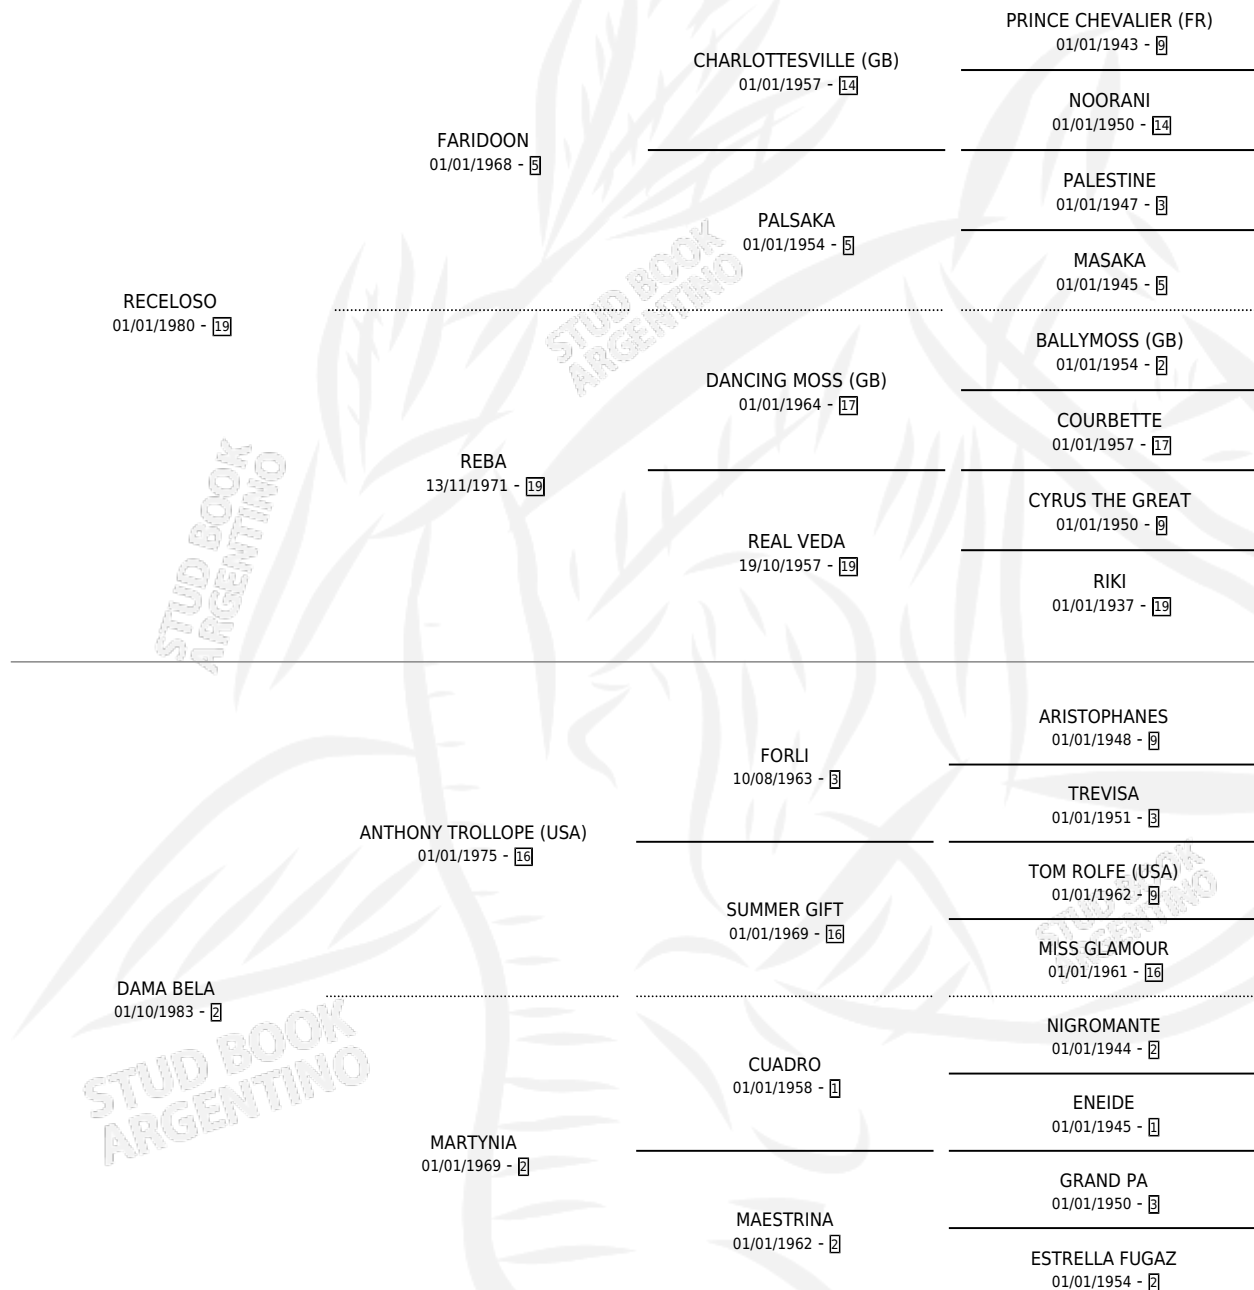 PRINCE CHEVALIER (FR)
01/01/1943 - 9
CHARLOTTESVILLE (GB)
01/01/1957 - 14
NOORANI
01/01/1950 - 14
FARIDOON
01/01/1968 - 5
PALESTINE
01/01/1947 - 3
PALSAKA
01/01/1954 - 5
MASAKA
01/01/1945 - 5
RECELOSO
01/01/1980 - 19
STUD BOOK
ARGENTINO
BALLYMOSS (GB)
01/01/1954 - 2
DANCING MOSS (GB)
01/01/1964 - 17
COURBETTE
01/01/1957 - 17
REBA
13/11/1971 - 19
CYRUS THE GREAT
01/01/1950 - 9
REAL VEDA
19/10/1957 - 19
RIKI
01/01/1937 - 19
STUD BOOK
ARGENTINO
ARISTOPHANES
01/01/1948 - 9
FORLI
10/08/1963 - 3
TREVISA
01/01/1951 - 3
ANTHONY TROLLOPE (USA)
01/01/1975 - 16
TOM ROLFE (USA)
01/01/1962 - 9
SUMMER GIFT
01/01/1969 - 16
MISS GLAMOUR
01/01/1961 - 16
STUD BOOK
ARGENTINO
DAMA BELA
01/10/1983 - 2
NIGROMANTE
01/01/1944 - 2
CUADRO
01/01/1958 - 1
ENEIDE
01/01/1945 - 1
STUD BOOK
ARGENTINO
MARTYNIA
01/01/1969 - 2
GRAND PA
01/01/1950 - 3
MAESTRINA
01/01/1962 - 2
ESTRELLA FUGAZ
01/01/1954 - 2